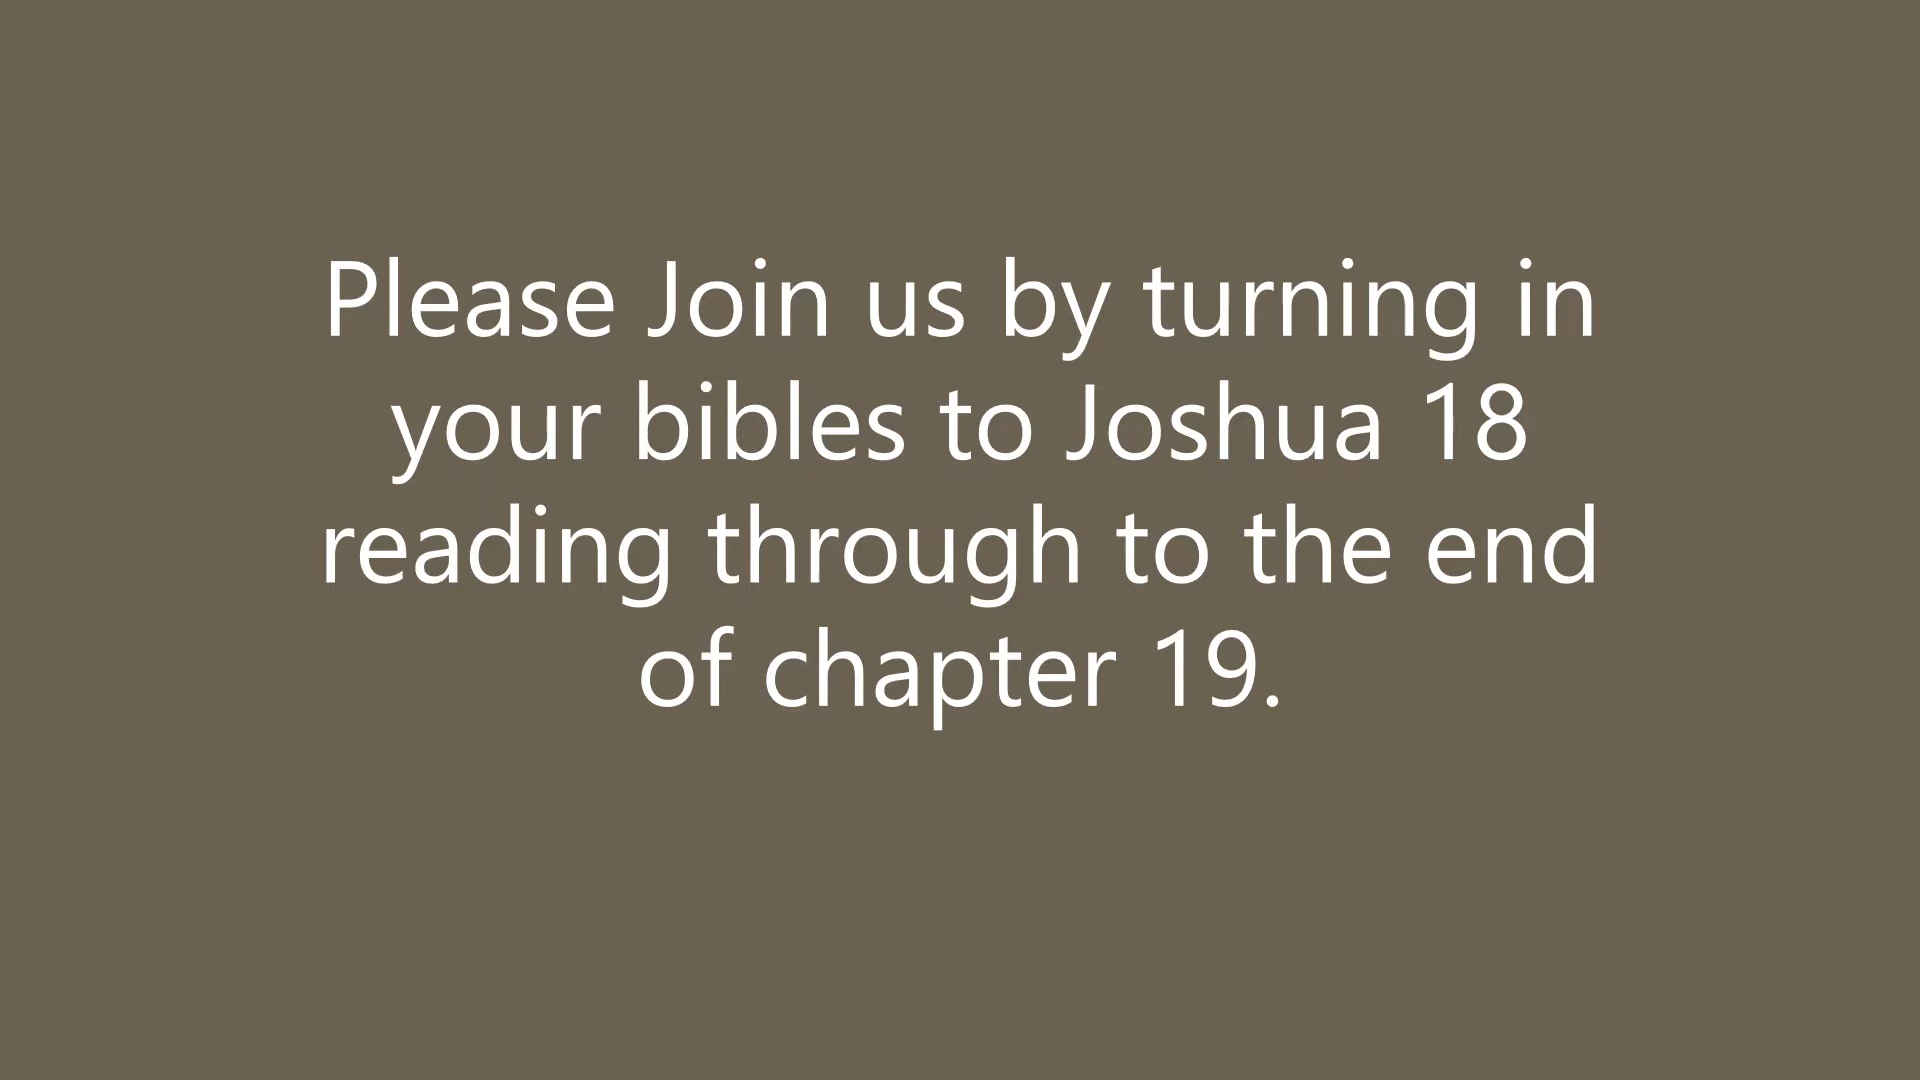 Please Join us by turning in
your bibles to Joshua 18
reading through to the end
of chapter 19.